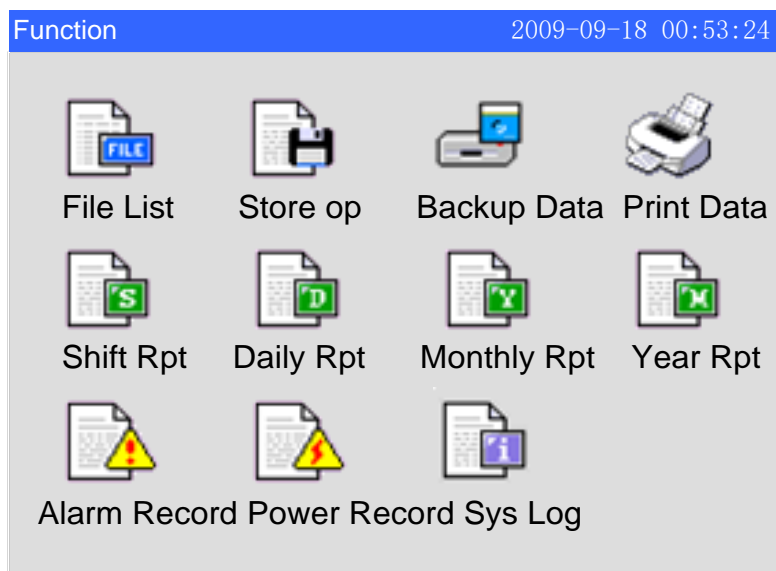 Function 2009-09-18 00:53:24
FILE
File List Store op Backup Data Print Data
S D Y M
Shift Rpt Daily Rpt Monthly Rpt Year Rpt
! i
Alarm Record Power Record Sys Log